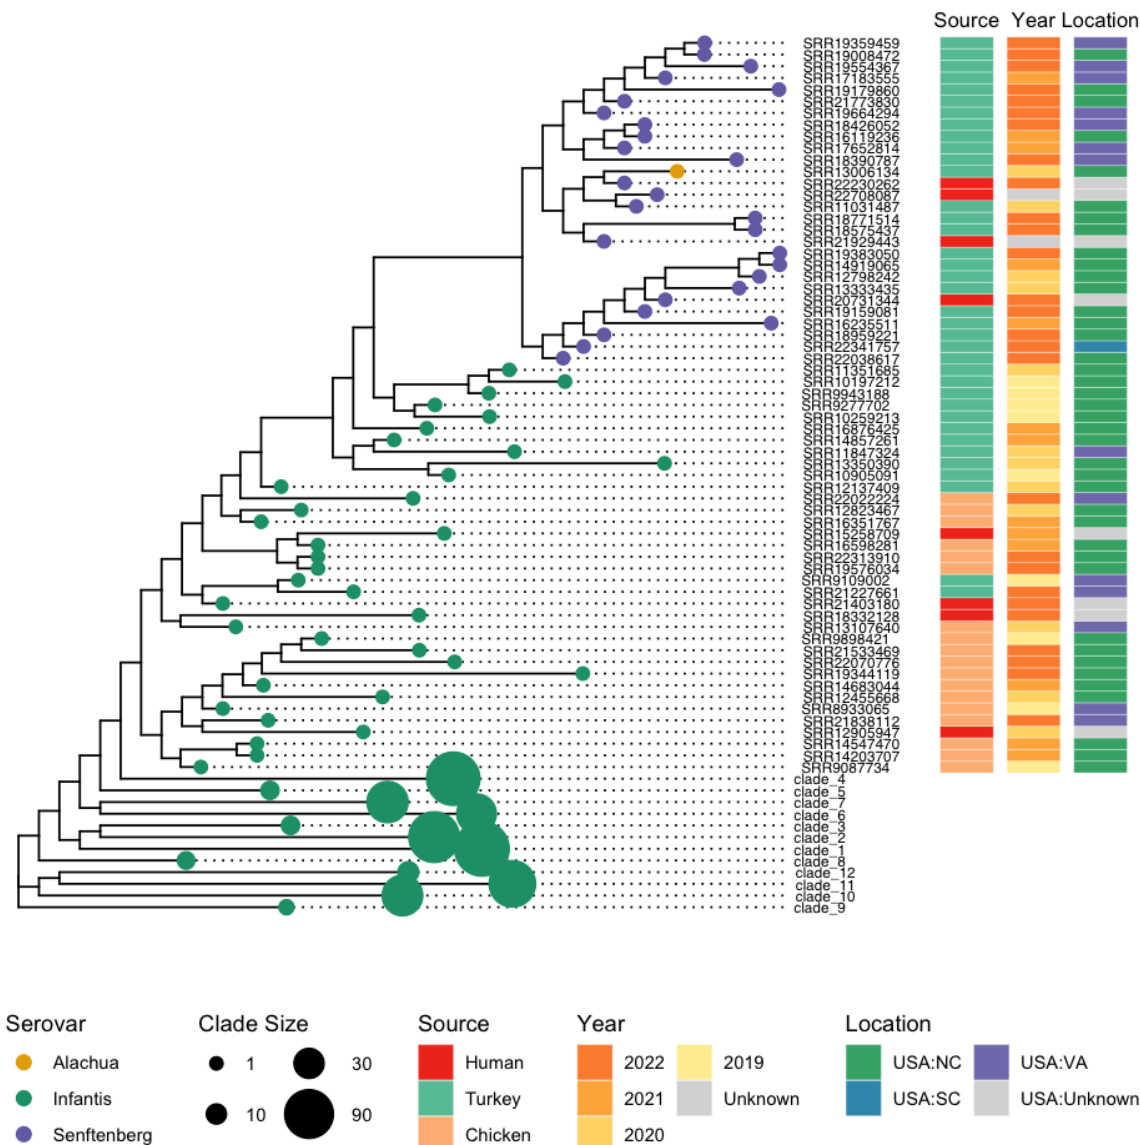 Source Year Location
SRR19359459
SRR19008472
SRR19554367
SRR17183555
SRR19179860
SRR21773830
SRR19664294
SRR18426052
SRR16119236
SRR17652814
SRR18390787
SRR13006134
SRR22230262
SRR22708087
SRR11031487
SRR18771514
SRR18575437
SRR21929443
SRR19383050
SRR14919065
SRR12798242
SRR13333435
SRR20731344
SRR19159081
SRR16235511
SRR18959221
SRR22341757
SRR22038617
SRR11351685
SRR10197212
SRR9943188
SRR9277702
SRR10259213
SRR16876425
SRR14857261
SRR11847324
SRR13350390
SRR10905091
SRR12137409
SRR22022224
SRR12823467
SRR16351767
SRR15258709
SRR16598281
SRR22313910
SRR19576034
SRR9109002
SRR21227661
SRR21403180
SRR18332128
SRR13107640
SRR9898421
SRR21533469
SRR22070776
SRR19344119
SRR14683044
SRR12455668
SRR8933065
SRR21838112
SRR12905947
SRR14547470
SRR14203707
SRR9087734
clade_4
clade_5
clade_7
clade_6
clade_3
clade_2
clade_1
clade_8
clade_12
clade_11
clade_10
clade_9
Serovar
Alachua
Infantis
Senftenberg
Clade Size
1 30
10 90
Source
Human
Turkey
Chicken
Year
2022 2019
2021 Unknown
2020
Location
USA:NC USA:VA
USA:SC USA:Unknown